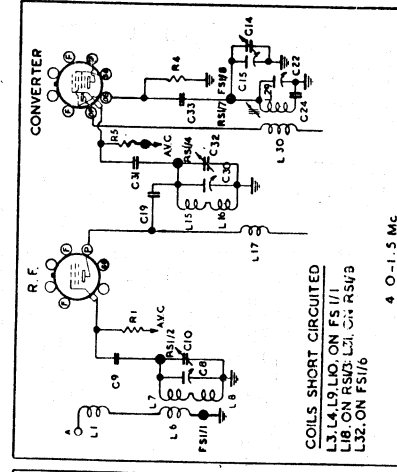 CONVERTER
R.F.
F
F
P
F
F
P
A
L1
L6
FS1/1
L7
L8
C9
C8
C10
RS1/2
R1
A.V.C
C19
L15
L16
L17
C31
C30
C32
RS1/4
R5
A.V.C
C33
R4
RS1/7
FS1/8
C14
C15
L29
L30
C22
C24
COILS SHORT CIRCUITED
L3, L4, L9, L10, ON FS 1/1
L18, ON RS1/3: L31, ON RS1/8
L32, ON FS1/6
4 0-1.5 Mc